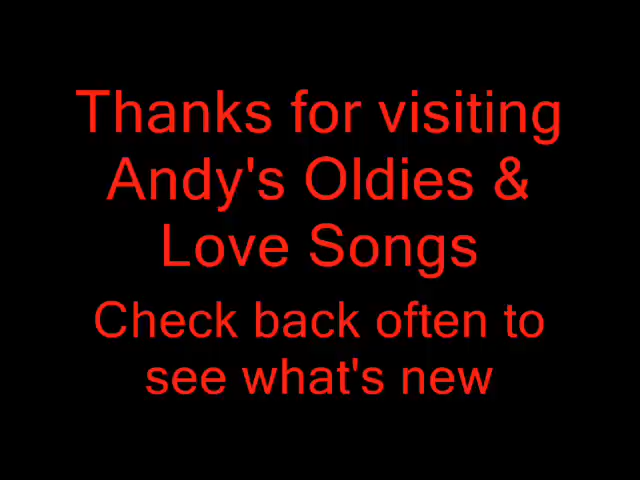 Thanks for visiting
Andy's Oldies &
Love Songs
Check back often to
see what's new